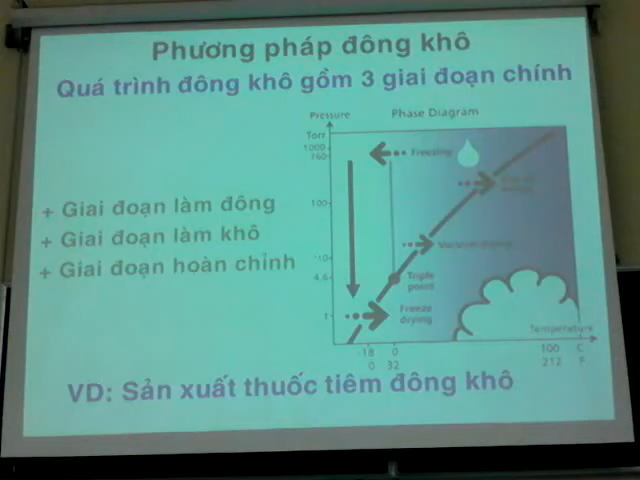 Phương pháp đông khô
Quá trình đông khô gồm 3 giai đoạn chính
Pressure
Phase Diagram
Torr
1000
760
Freezing
+ Giai đoạn làm đông
100
+ Giai đoạn làm khô
+ Giai đoạn hoàn chỉnh
10
4.6
Triple
point
Freeze
drying
1
Temperature
-18 0 100 C
0 32 212 F
VD: Sản xuất thuốc tiêm đông khô